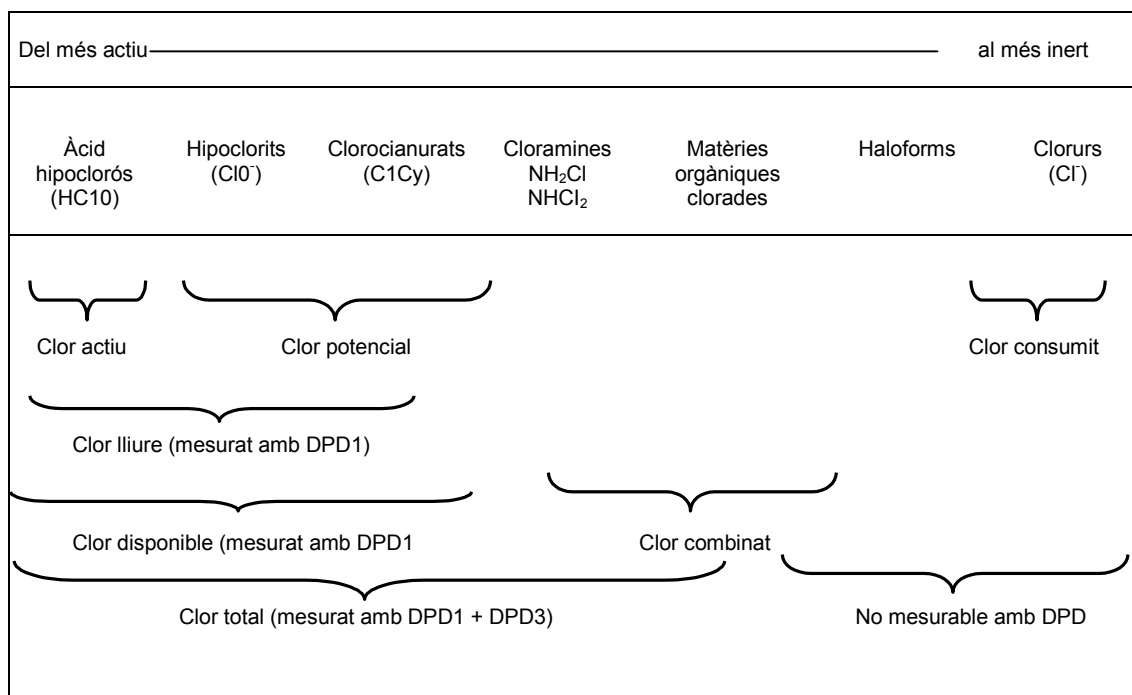 Del més actiu al més inert
Àcid
hipoclorós
(HC10)
Hipoclorits
(Cl0⁻)
Clorocianurats
(C1Cy)
Cloramines
NH₂Cl
NHCl₂
Matèries
orgàniques
clorades
Haloforms
Clorurs
(Cl⁻)
Clor actiu
Clor potencial
Clor consumit
Clor lliure (mesurat amb DPD1)
Clor disponible (mesurat amb DPD1
Clor combinat
Clor total (mesurat amb DPD1 + DPD3)
No mesurable amb DPD